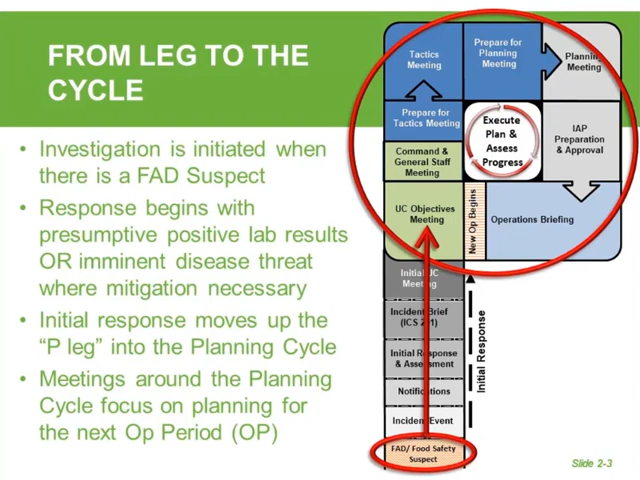 FROM LEG TO THE
CYCLE
• Investigation is initiated when
there is a FAD Suspect
• Response begins with
presumptive positive lab results
OR imminent disease threat
where mitigation necessary
• Initial response moves up the
“P leg” into the Planning Cycle
• Meetings around the Planning
Cycle focus on planning for
the next Op Period (OP)
Tactics
Meeting
Prepare for
Planning
Meeting
Planning
Meeting
Prepare for
Tactics Meeting
Execute
Plan &
Assess
Progress
IAP
Preparation
& Approval
Command &
General Staff
Meeting
UC Objectives
Meeting
New Op Begins
Operations Briefing
Initial UC
Meeting
Incident Brief
(ICS 201)
Initial Response
& Assessment
Notifications
Incident Event
FAD/ Food Safety
Suspect
Initial Response
Slide 2-3